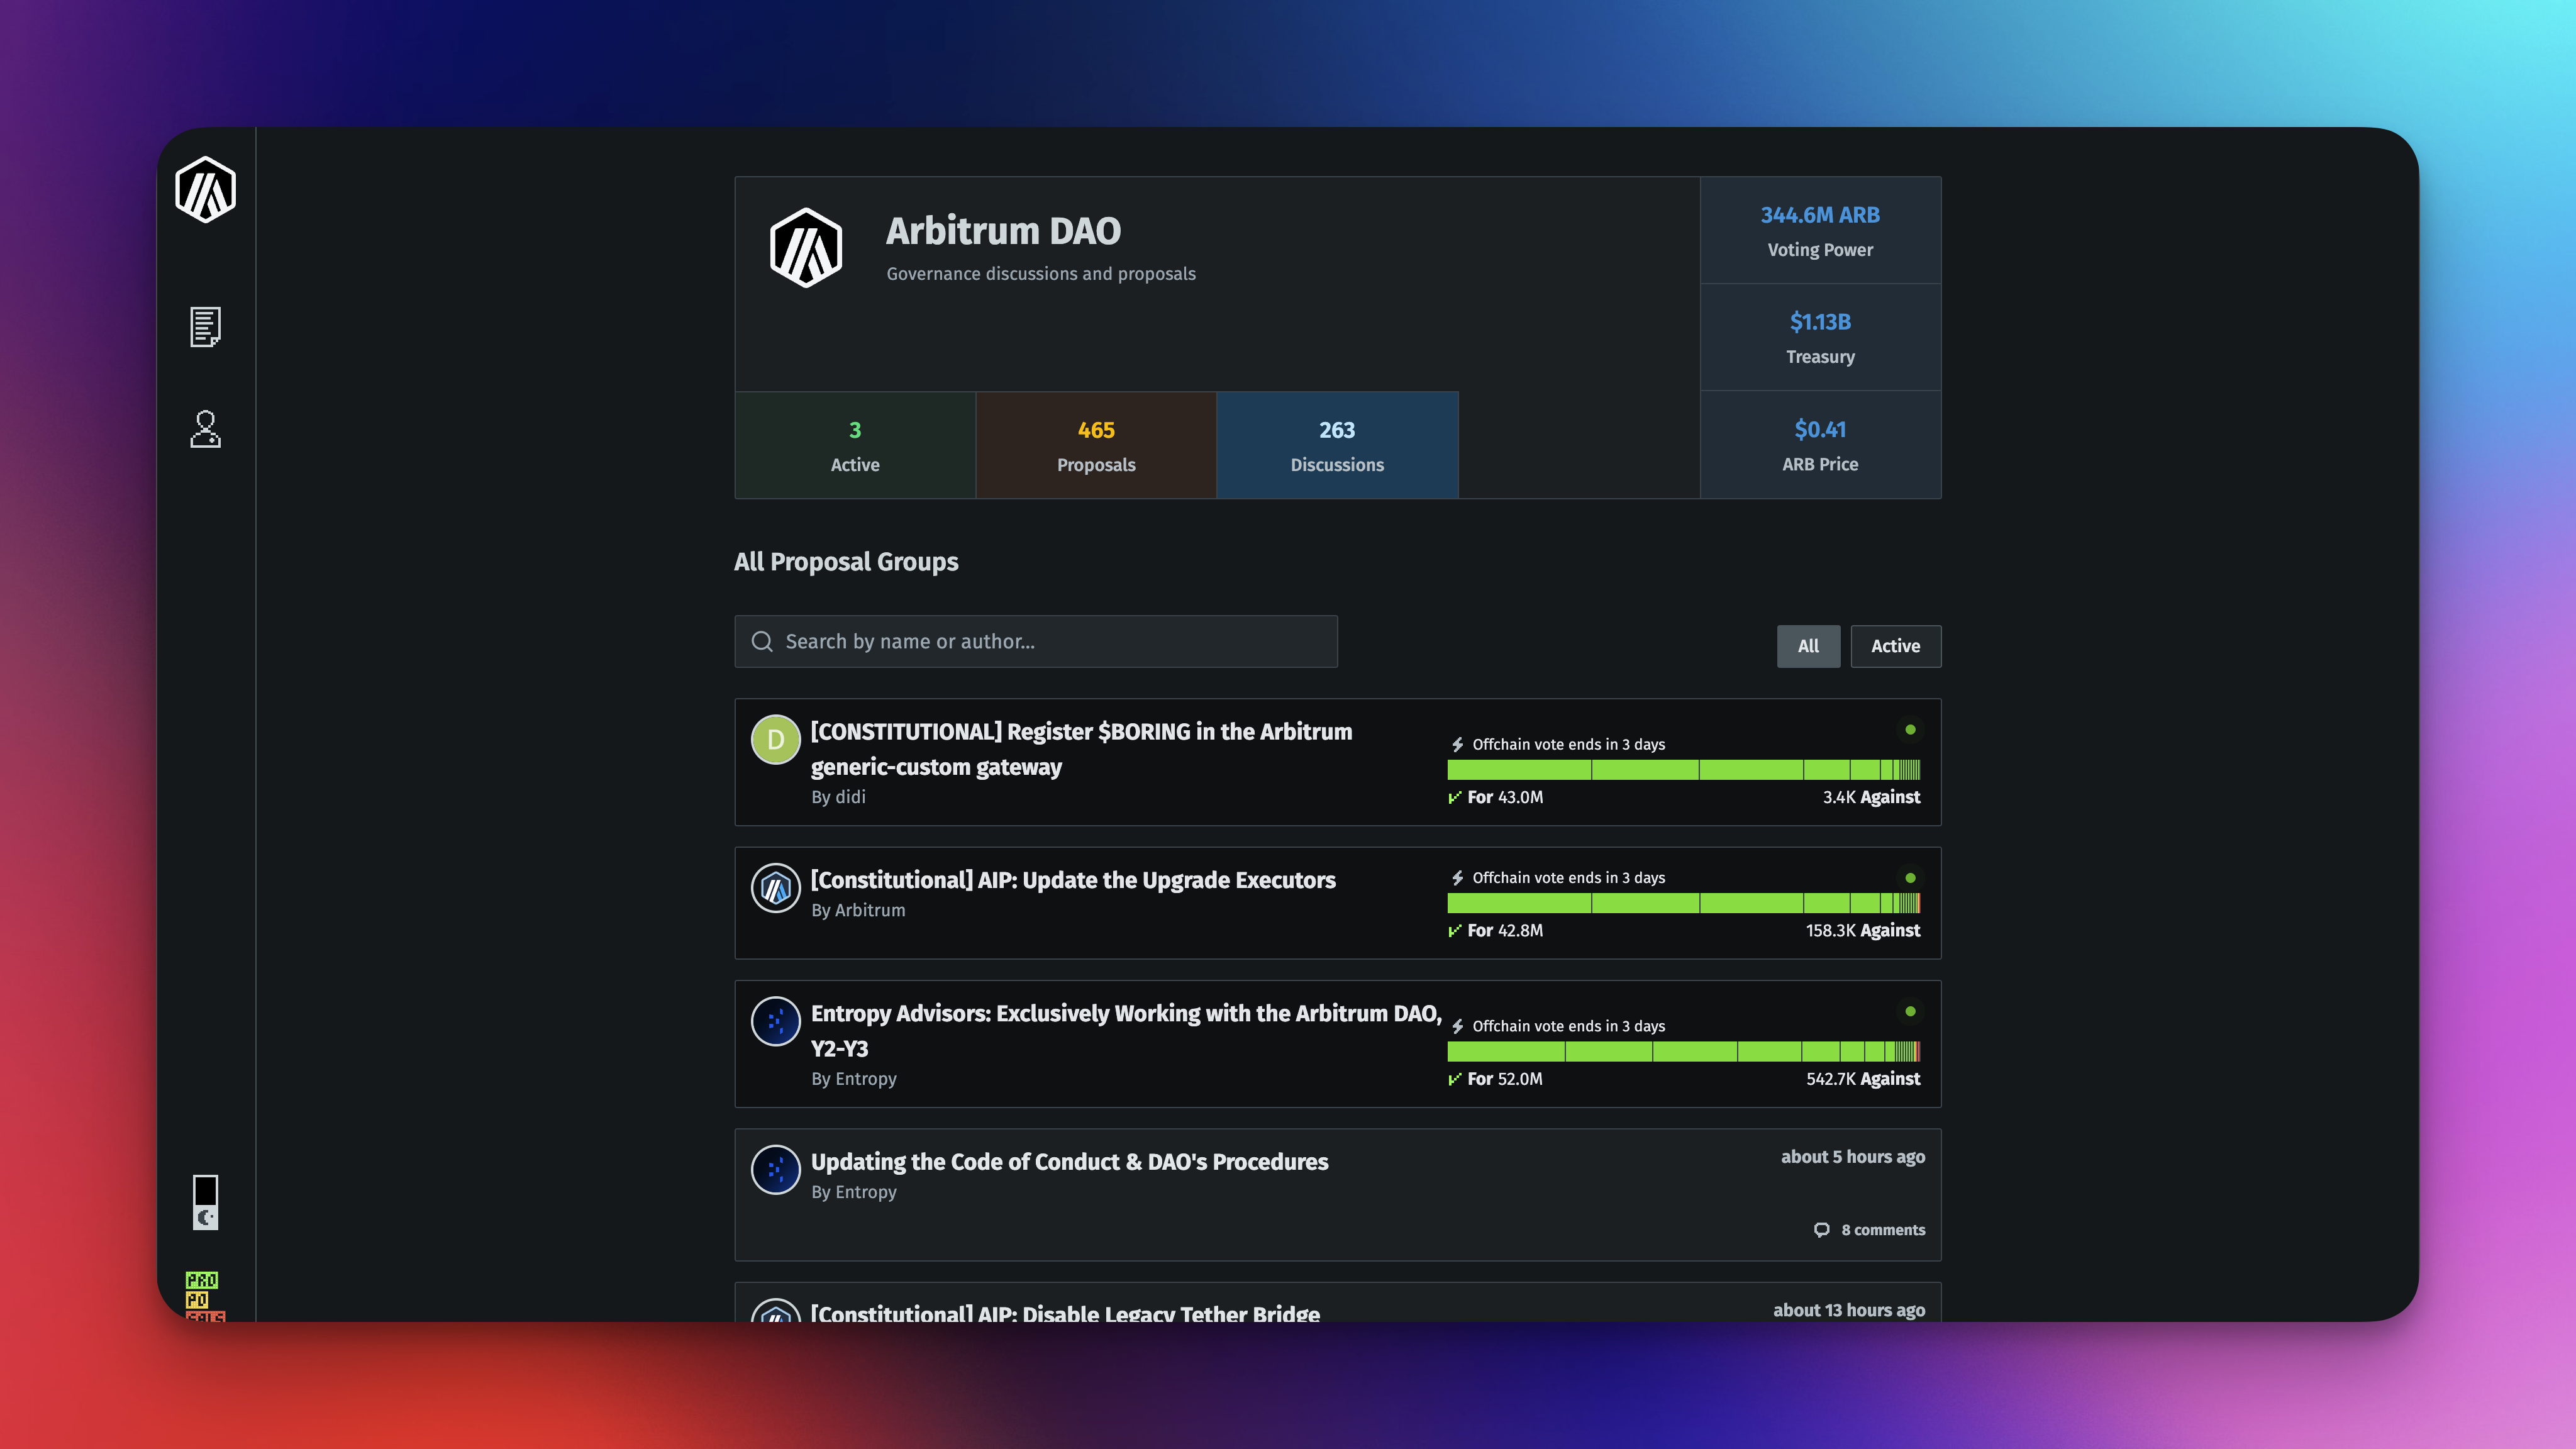 Arbitrum DAO
Governance discussions and proposals
344.6M ARB
Voting Power
$1.13B
Treasury
$0.41
ARB Price
3
Active
465
Proposals
263
Discussions
All Proposal Groups
Search by name or author...
All
Active
D
[CONSTITUTIONAL] Register $BORING in the Arbitrum
generic-custom gateway
By didi
Offchain vote ends in 3 days
For 43.0M
3.4K Against
[Constitutional] AIP: Update the Upgrade Executors
By Arbitrum
Offchain vote ends in 3 days
For 42.8M
158.3K Against
Entropy Advisors: Exclusively Working with the Arbitrum DAO,
Y2-Y3
By Entropy
Offchain vote ends in 3 days
For 52.0M
542.7K Against
Updating the Code of Conduct & DAO's Procedures
By Entropy
about 5 hours ago
8 comments
[Constitutional] AIP: Disable Legacy Tether Bridge
about 13 hours ago
PRO
PO
SALS